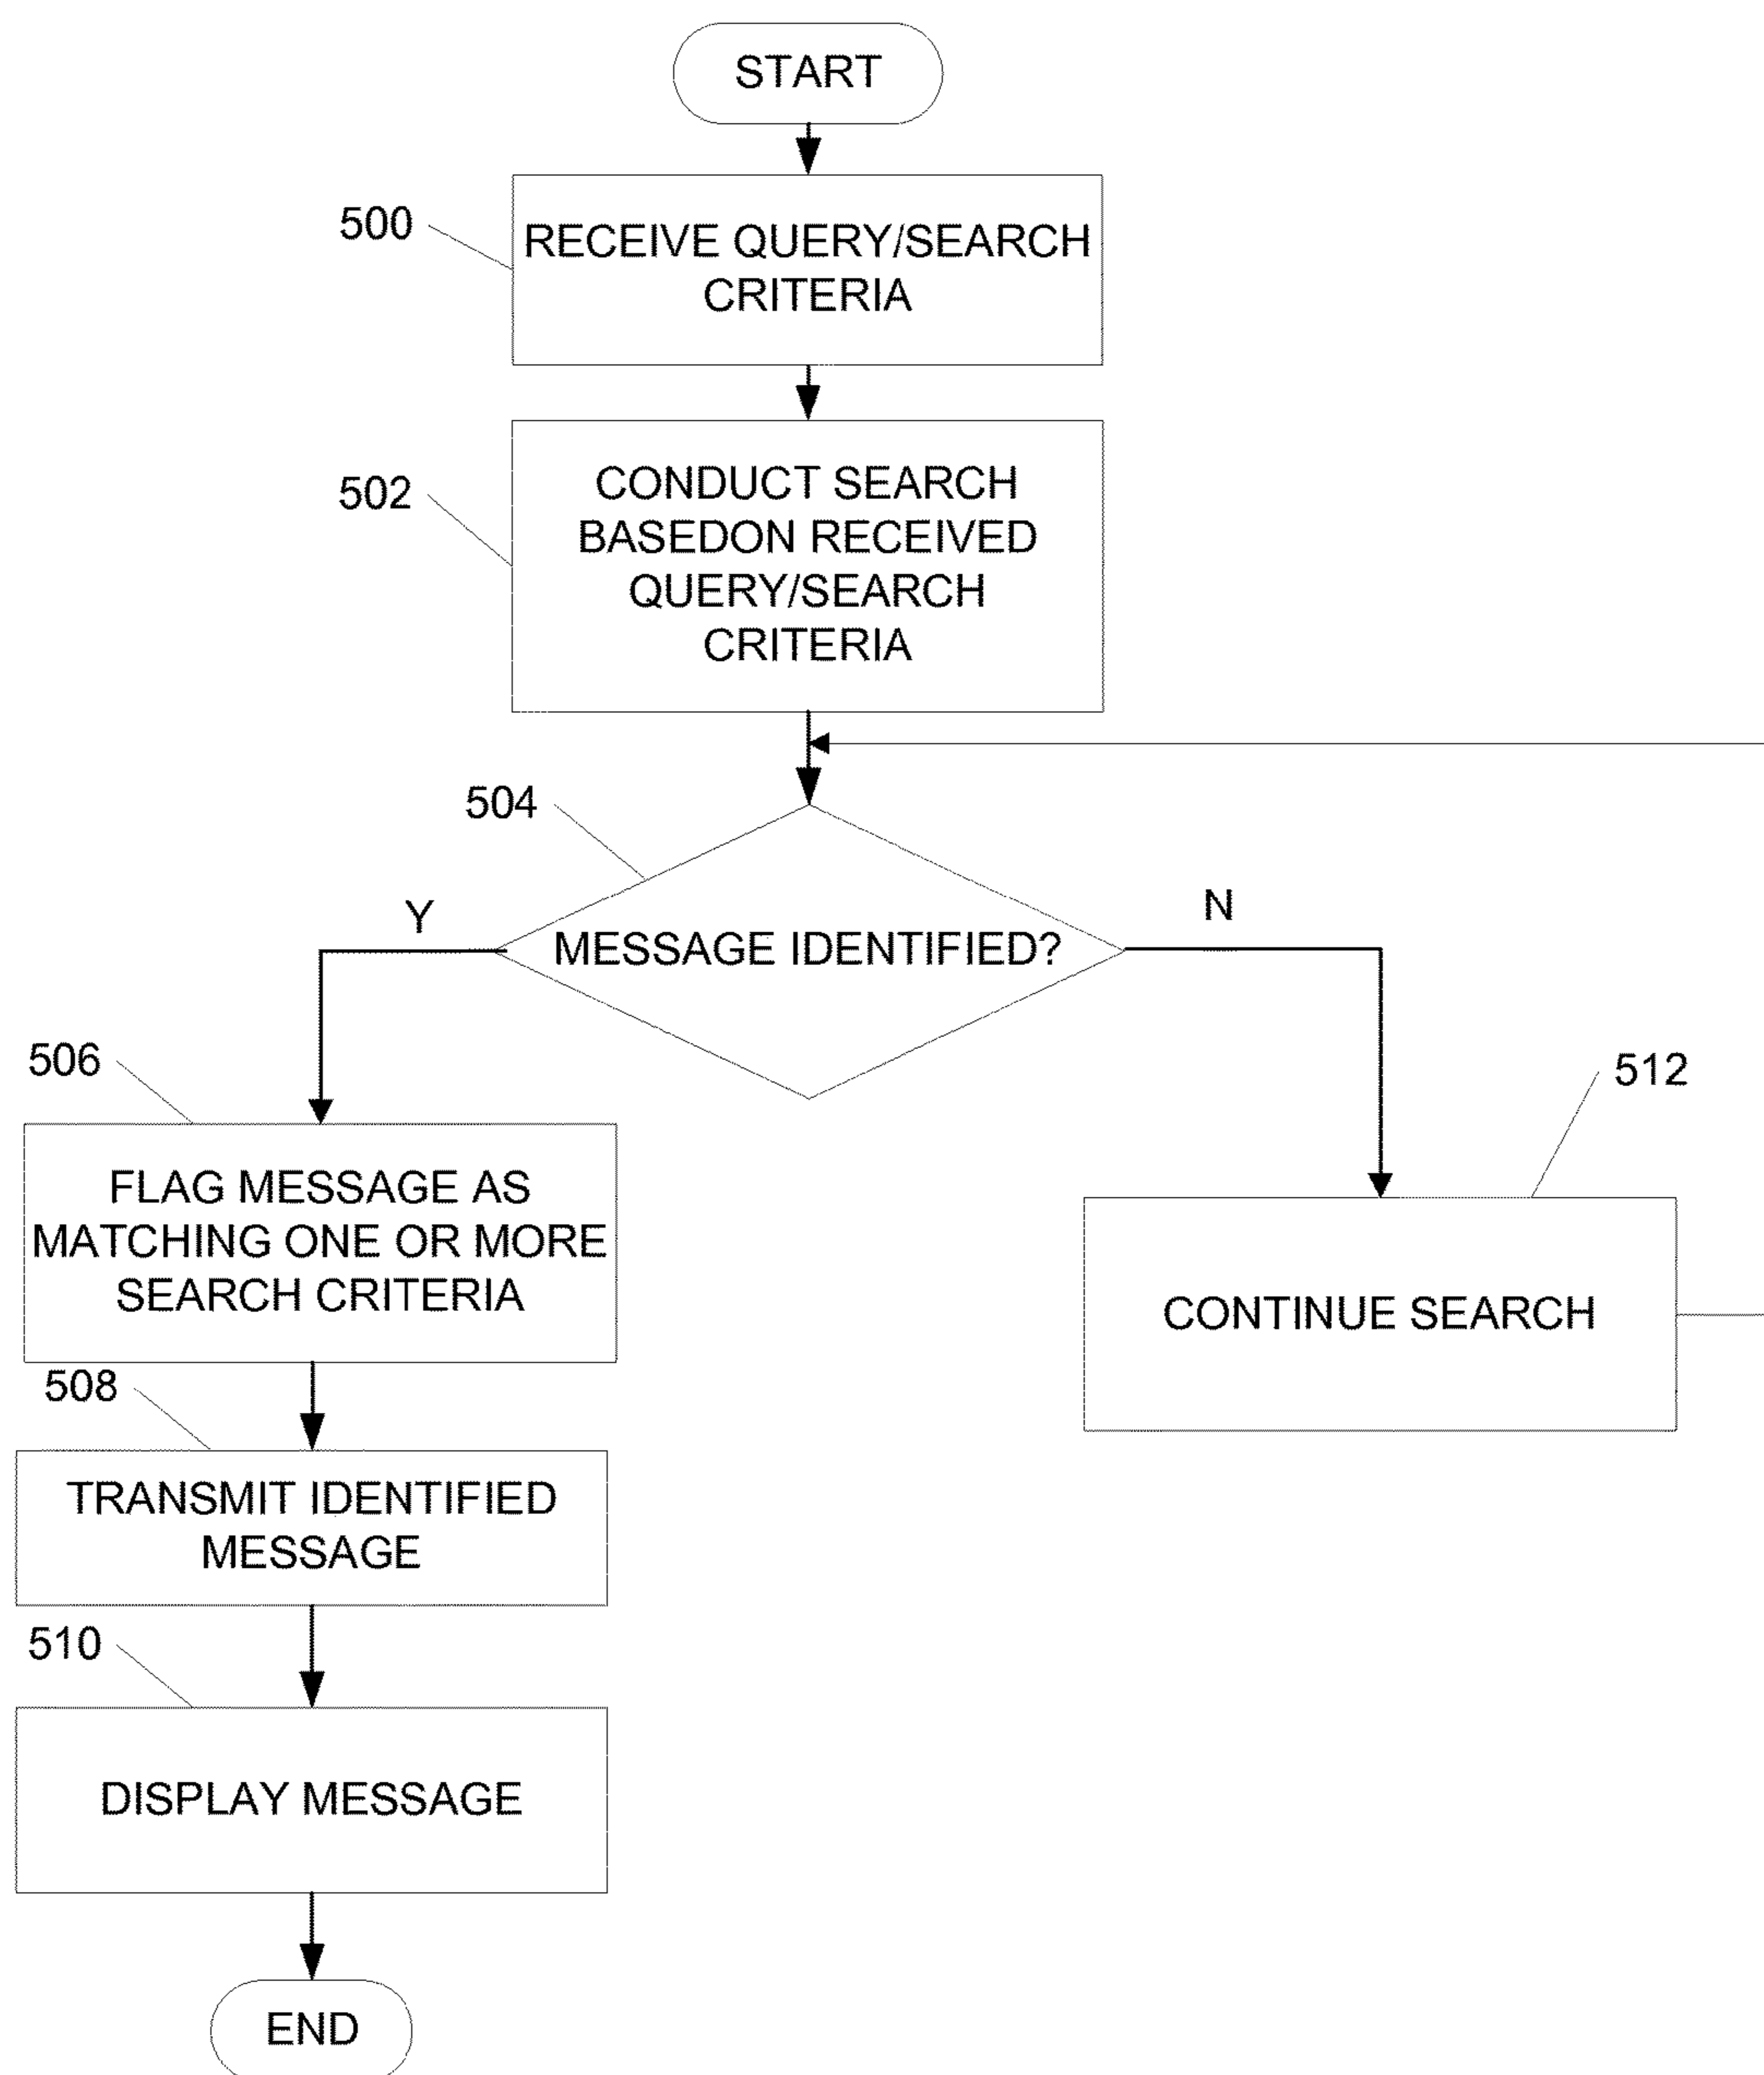 START
500
RECEIVE QUERY/SEARCH
CRITERIA
502
CONDUCT SEARCH
BASEDON RECEIVED
QUERY/SEARCH
CRITERIA
504
Y
N
MESSAGE IDENTIFIED?
506
FLAG MESSAGE AS
MATCHING ONE OR MORE
SEARCH CRITERIA
512
CONTINUE SEARCH
508
TRANSMIT IDENTIFIED
MESSAGE
510
DISPLAY MESSAGE
END